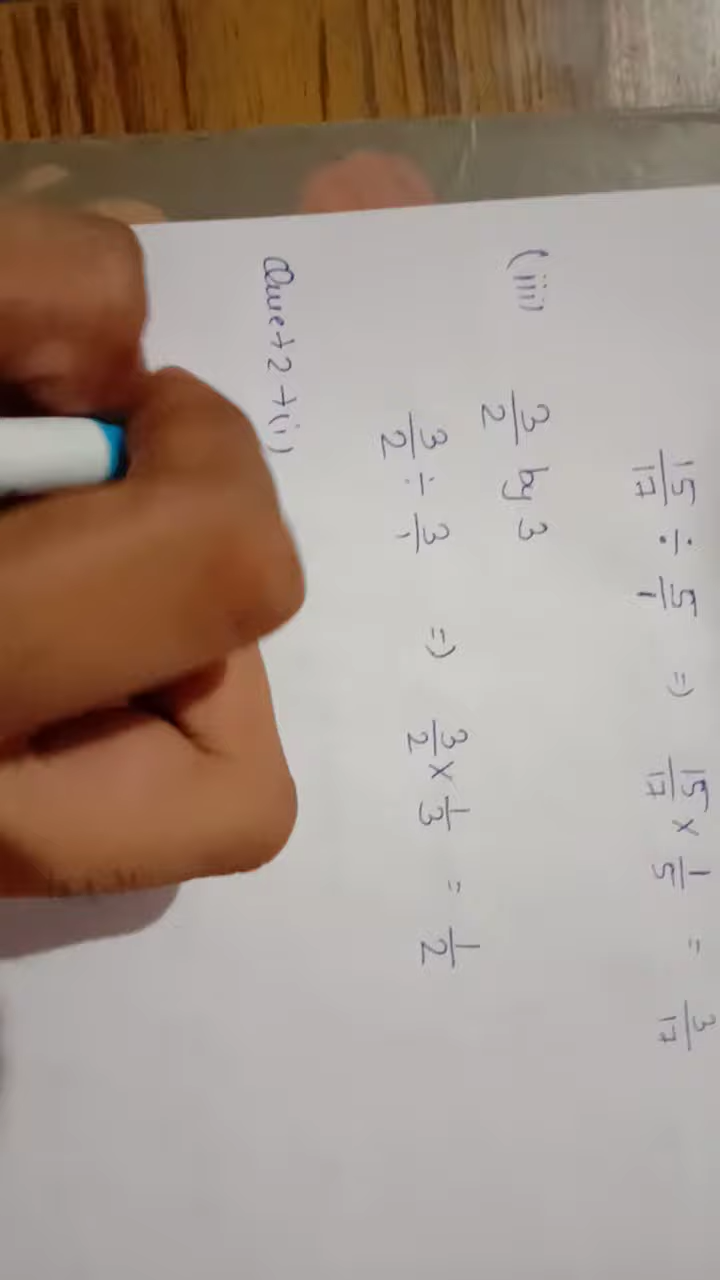 15/17 ÷ 5/1 => 15/17 × 1/5 = 3/17
(iii) 3/2 by 3
3/2 ÷ 3/1 => 3/2 × 1/3 = 1/2
2 → (i)